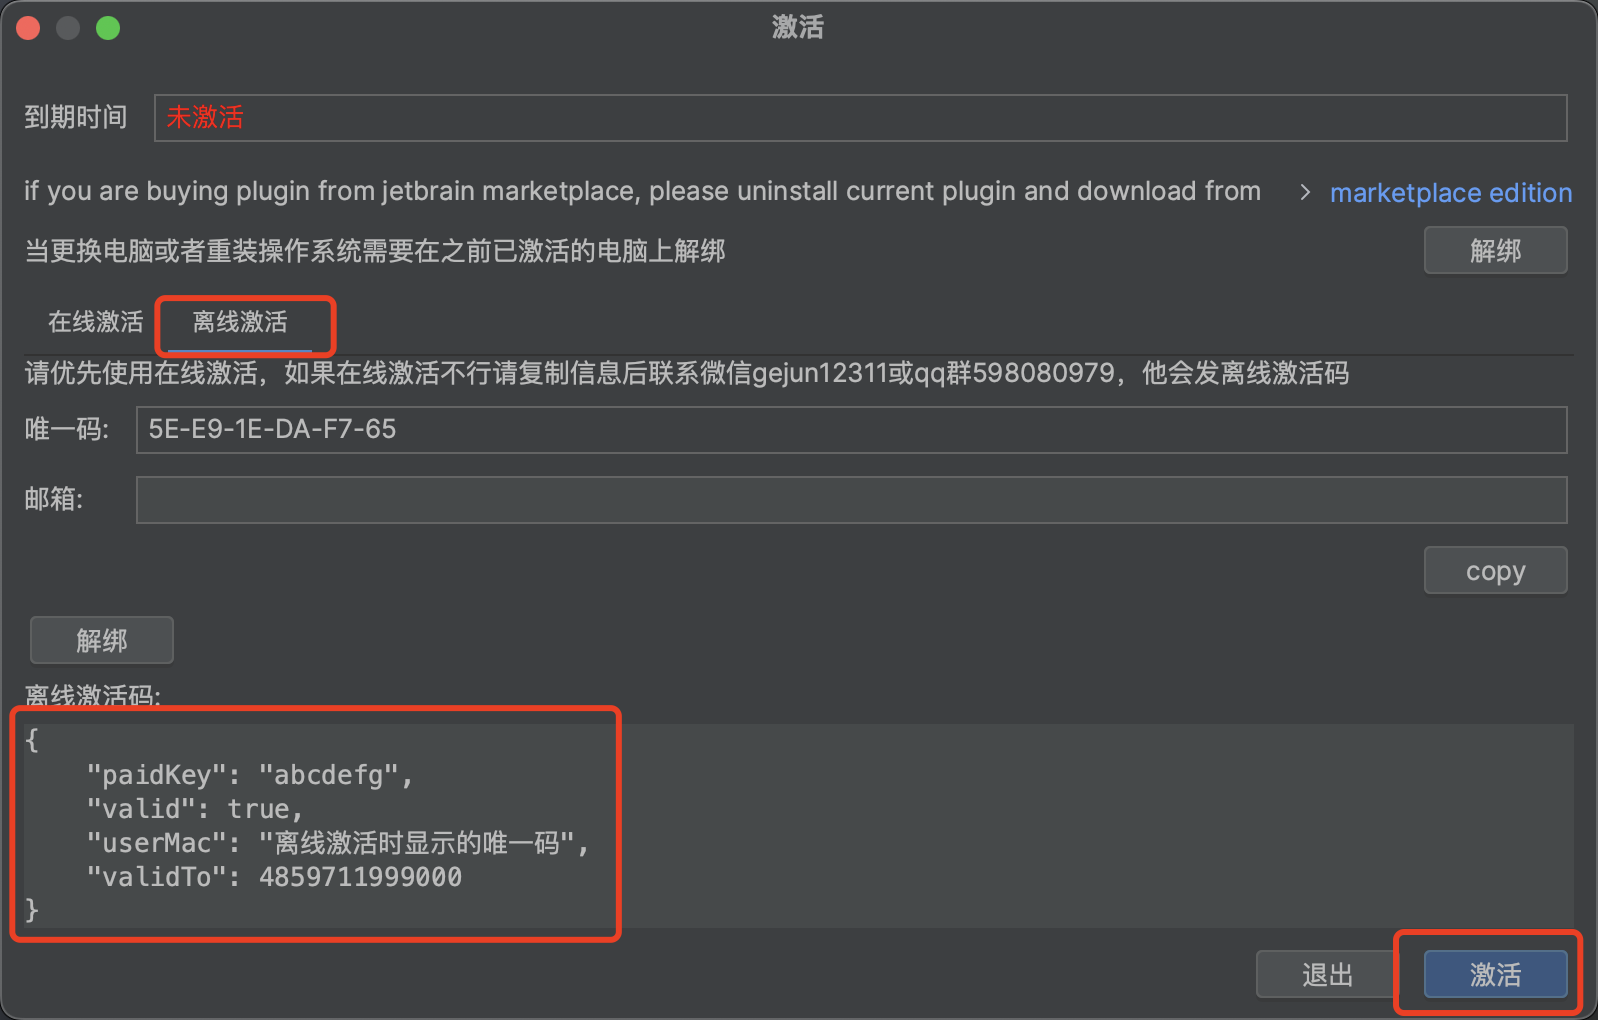 激活
到期时间 未激活
if you are buying plugin from jetbrain marketplace, please uninstall current plugin and download from > marketplace edition
当更换电脑或者重装操作系统需要在之前已激活的电脑上解绑 解绑
在线激活 离线激活
请优先使用在线激活，如果在线激活不行请复制信息后联系微信gejun12311或qq群598080979，他会发离线激活码
唯一码: 5E-E9-1E-DA-F7-65
邮箱:
copy
解绑
离线激活码:
{
    "paidKey": "abcdefg",
    "valid": true,
    "userMac": "离线激活时显示的唯一码",
    "validTo": 4859711999000
}
退出 激活